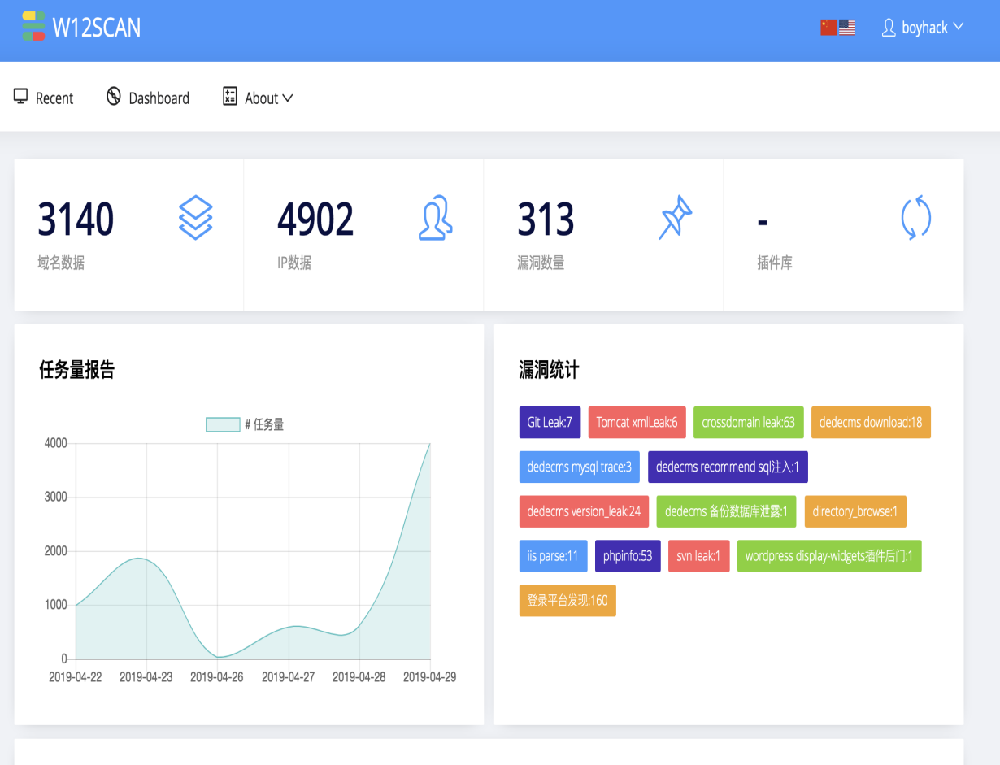 W12SCAN
boyhack
Recent Dashboard About
3140 4902 313 -
域名数据 IP数据 漏洞数量 插件库
任务量报告
# 任务量
4000
3000
2000
1000
0
2019-04-22 2019-04-23 2019-04-26 2019-04-27 2019-04-28 2019-04-29
漏洞统计
Git Leak:7 Tomcat xmlLeak:6 crossdomain leak:63 dedecms download:18
dedecms mysql trace:3 dedecms recommend sql注入:1
dedecms version_leak:24 dedecms 备份数据库泄露:1 directory_browse:1
iis parse:11 phpinfo:53 svn leak:1 wordpress display-widgets插件后门:1
登录平台发现:160